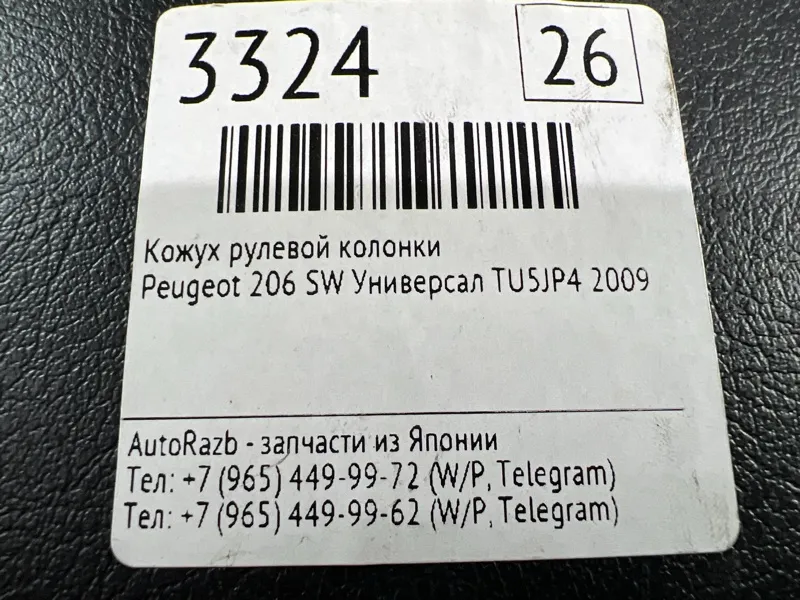 3324
26
Кожух рулевой колонки
Peugeot 206 SW Универсал TU5JP4 2009
AutoRazb - запчасти из Японии
Тел: +7 (965) 449-99-72 (W/P, Telegram)
Тел: +7 (965) 449-99-62 (W/P, Telegram)